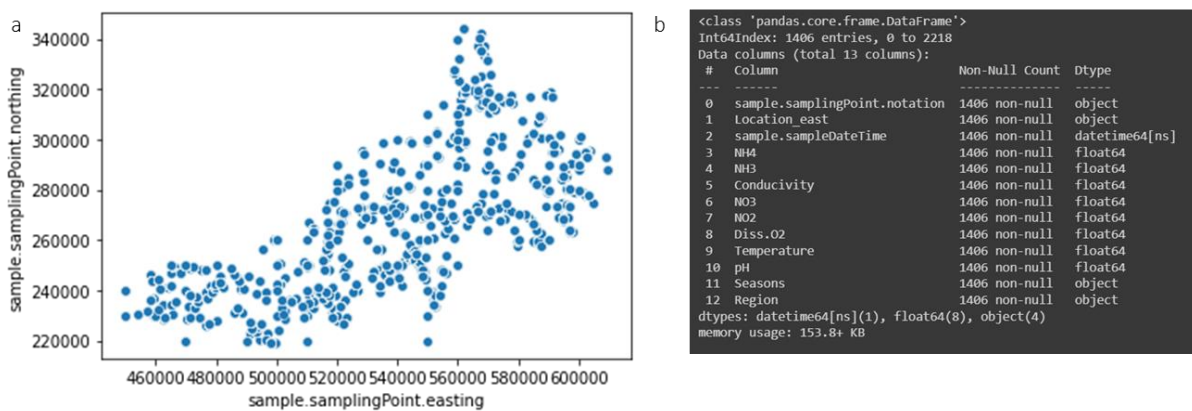 a
340000
320000
300000
280000
260000
240000
220000
sample.samplingPoint.northing
460000 480000 500000 520000 540000 560000 580000 600000
sample.samplingPoint.easting
b
<class 'pandas.core.frame.DataFrame'>
Int64Index: 1406 entries, 0 to 2218
Data columns (total 13 columns):
# Column Non-Null Count Dtype
--- ------ -------------- -----
0 sample.samplingPoint.notation 1406 non-null object
1 Location_east 1406 non-null object
2 sample.sampleDateTime 1406 non-null datetime64[ns]
3 NH4 1406 non-null float64
4 NH3 1406 non-null float64
5 Conducivity 1406 non-null float64
6 NO3 1406 non-null float64
7 NO2 1406 non-null float64
8 Diss.O2 1406 non-null float64
9 Temperature 1406 non-null float64
10 pH 1406 non-null float64
11 Seasons 1406 non-null object
12 Region 1406 non-null object
dtypes: datetime64[ns](1), float64(8), object(4)
memory usage: 153.8+ KB